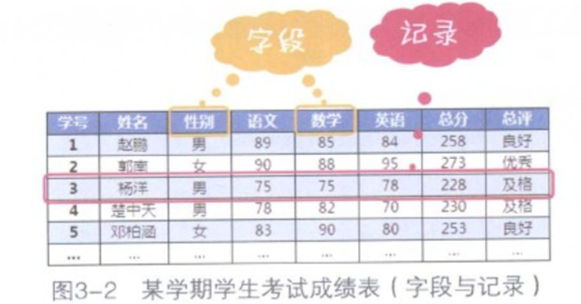 字段 记录
学号 姓名 性别 语文 数学 英语 总分 总评
1 赵鹏 男 89 85 84 258 良好
2 郭南 女 90 88 95 273 优秀
3 杨洋 男 75 75 78 228 及格
4 楚中天 男 78 82 70 230 及格
5 邓柏涵 女 83 90 80 253 良好
... ... ... ... ... ... ... ...
图3-2 某学期学生考试成绩表（字段与记录）